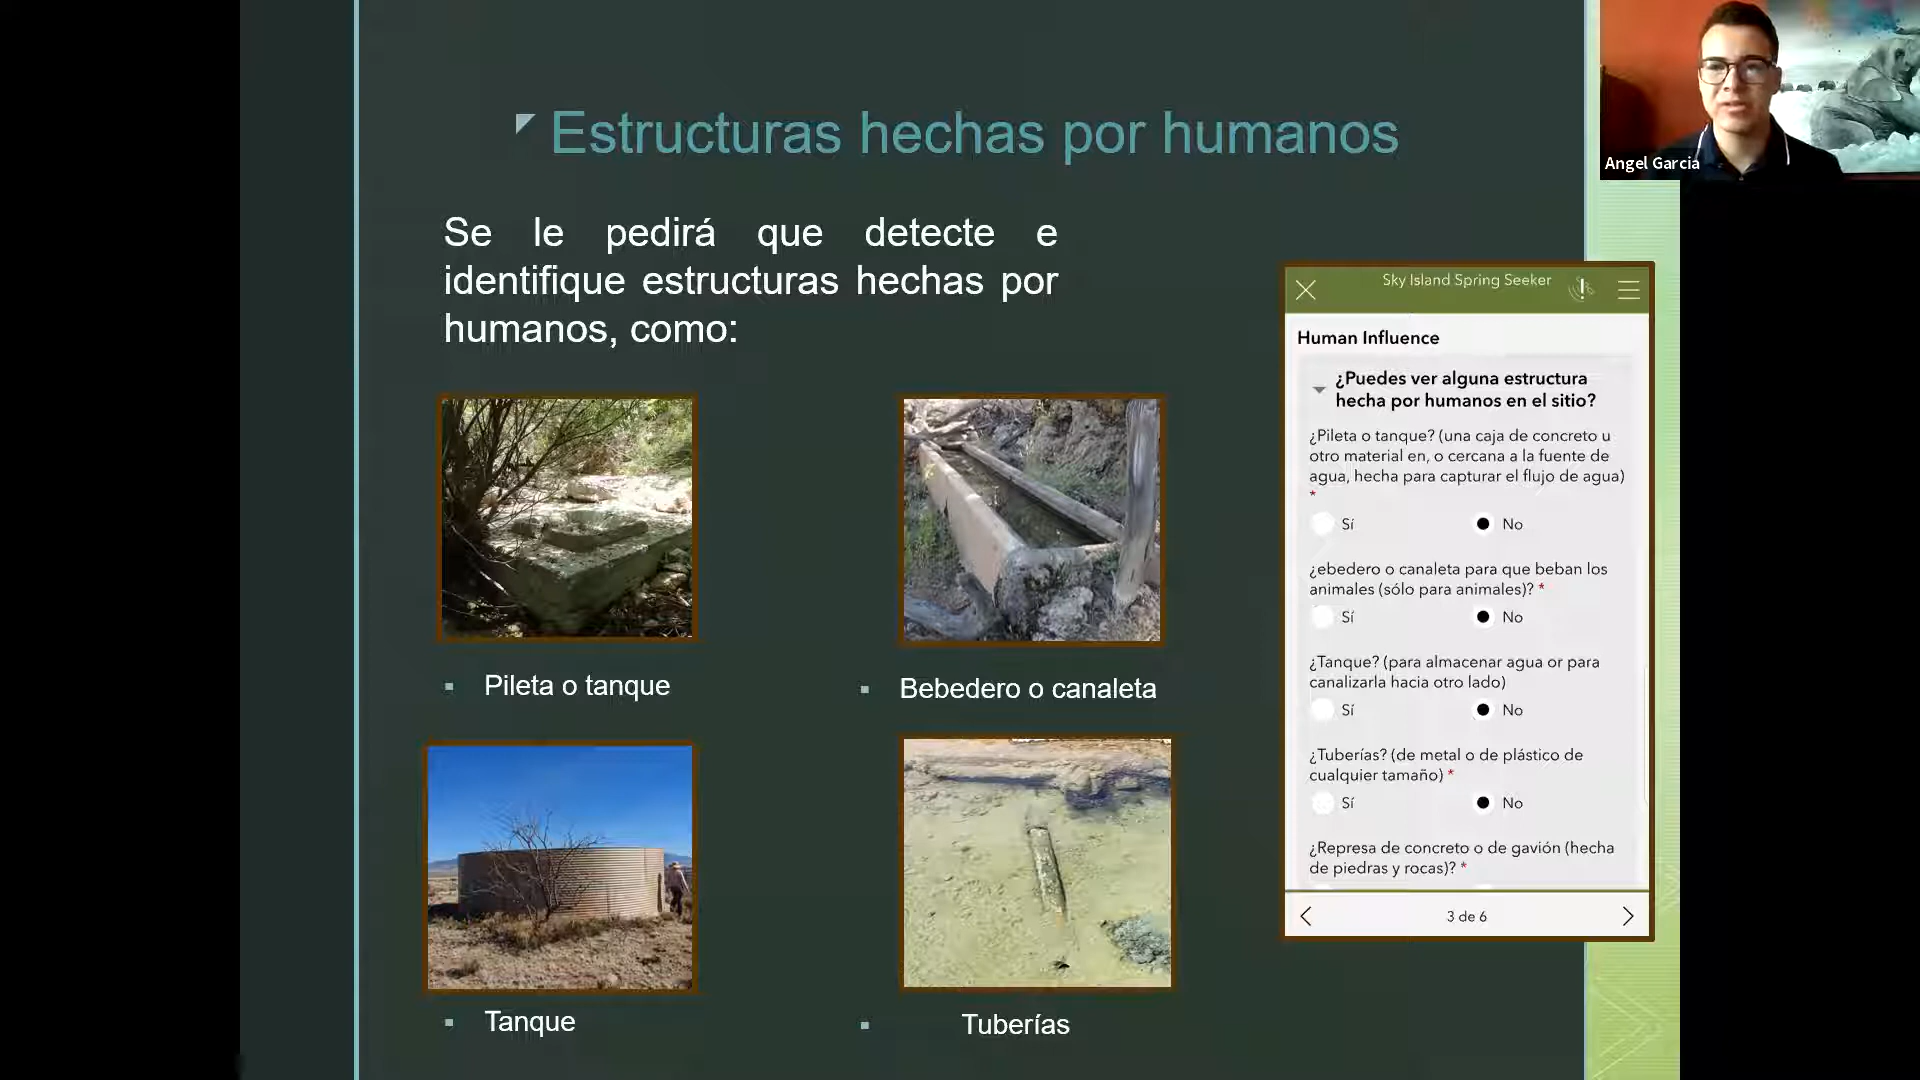 Estructuras hechas por humanos
Angel Garcia
Se le pedirá que detecte e
identifique estructuras hechas por
humanos, como:
Pileta o tanque
Bebedero o canaleta
Tanque
Tuberías
Sky Island Spring Seeker
Human Influence
¿Puedes ver alguna estructura
hecha por humanos en el sitio?
¿Pileta o tanque? (una caja de concreto u
otro material en, o cercana a la fuente de
agua, hecha para capturar el flujo de agua)
*
Sí No
¿ebedero o canaleta para que beban los
animales (sólo para animales)? *
Sí No
¿Tanque? (para almacenar agua or para
canalizarla hacia otro lado)
Sí No
¿Tuberías? (de metal o de plástico de
cualquier tamaño) *
Sí No
¿Represa de concreto o de gavión (hecha
de piedras y rocas)? *
3 de 6